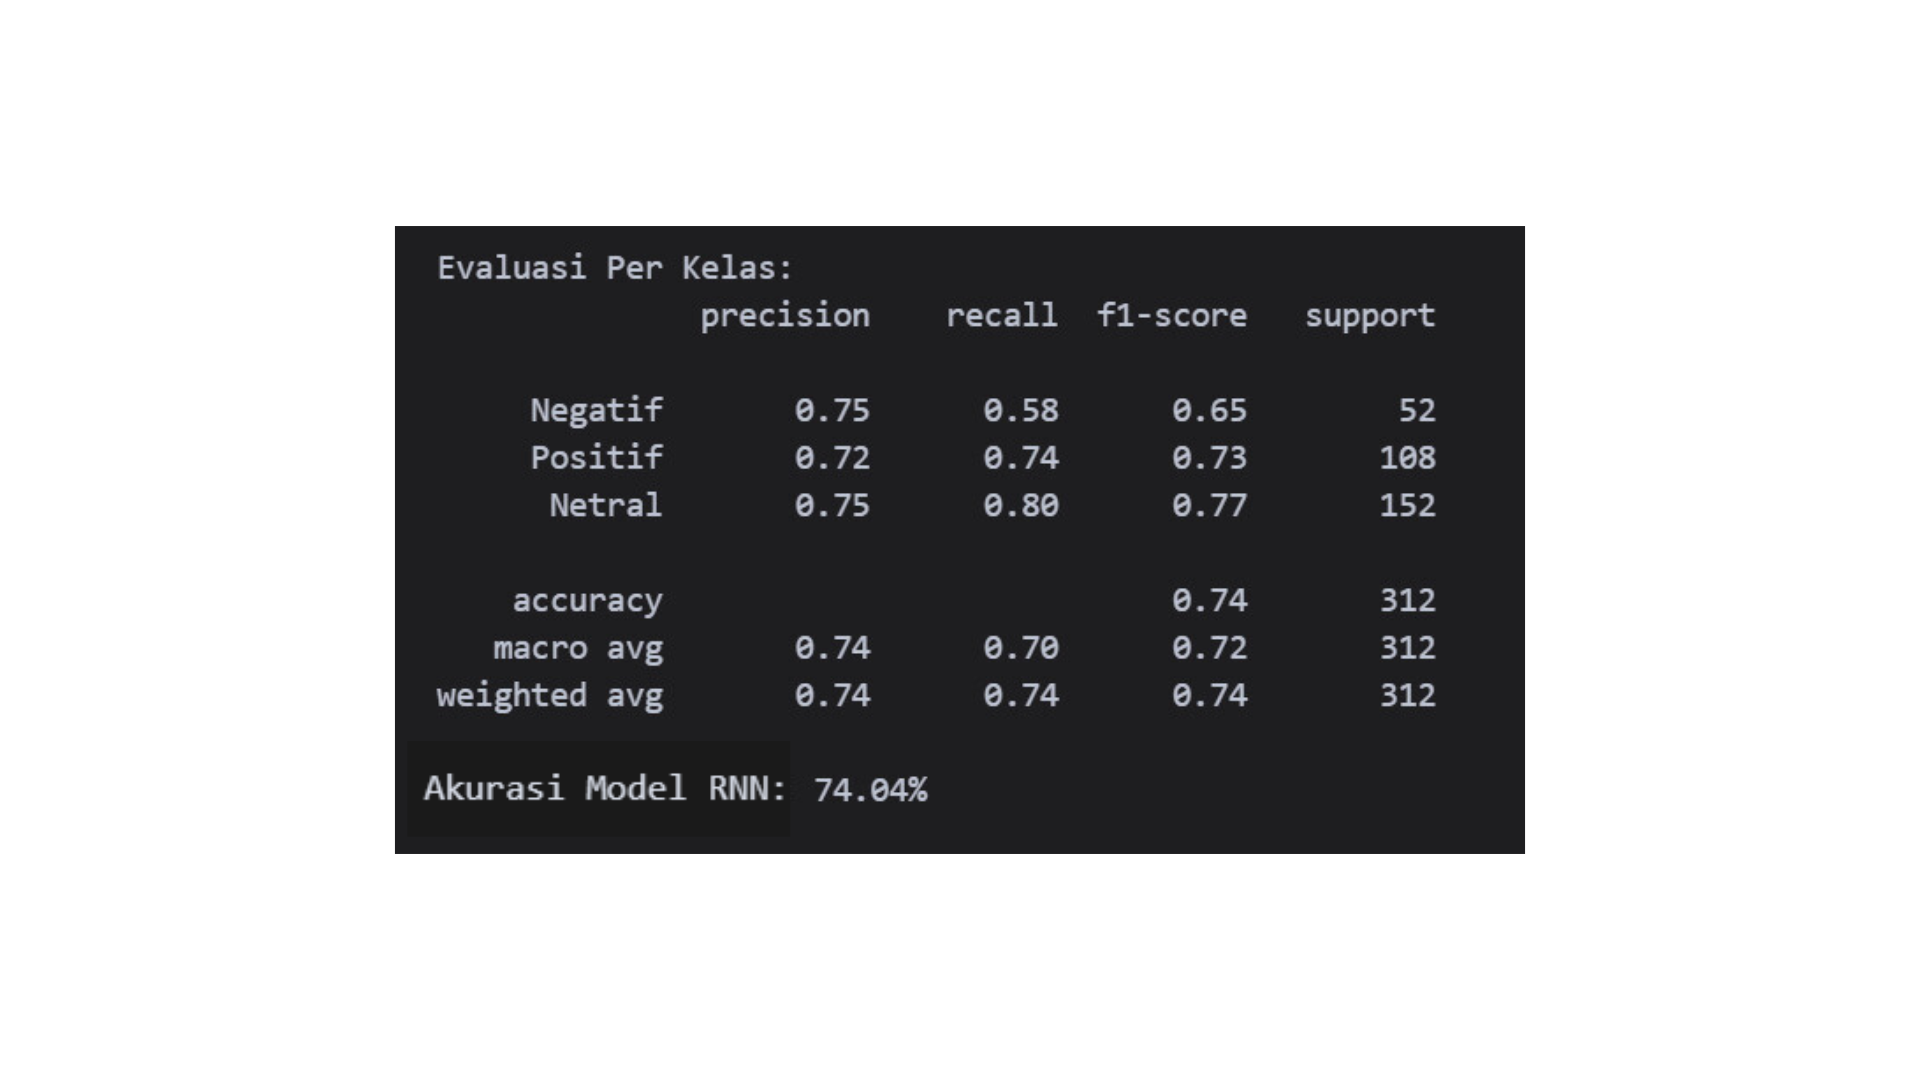 Evaluasi Per Kelas:
precision recall f1-score support
Negatif 0.75 0.58 0.65 52
Positif 0.72 0.74 0.73 108
Netral 0.75 0.80 0.77 152
accuracy 0.74 312
macro avg 0.74 0.70 0.72 312
weighted avg 0.74 0.74 0.74 312
Akurasi Model RNN: 74.04%